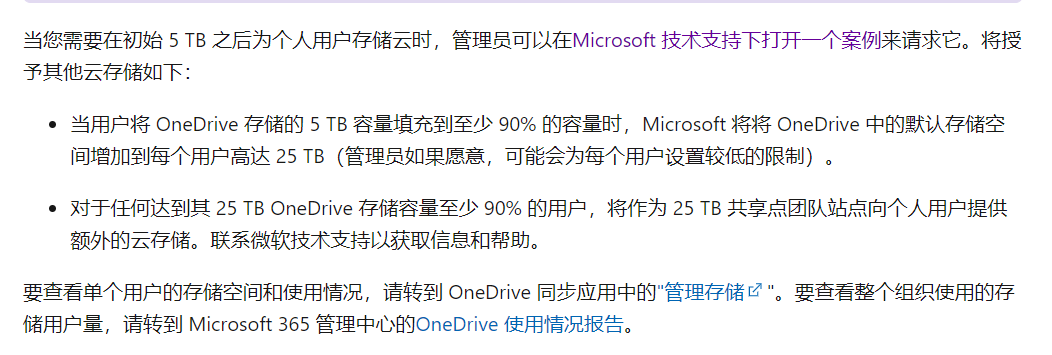 当您需要在初始 5 TB 之后为个人用户存储云时，管理员可以在Microsoft 技术支持下打开一个案例来请求它。将授
予其他云存储如下：
• 当用户将 OneDrive 存储的 5 TB 容量填充到至少 90% 的容量时，Microsoft 将将 OneDrive 中的默认存储空
间增加到每个用户高达 25 TB（管理员如果愿意，可能会为每个用户设置较低的限制）。
• 对于任何达到其 25 TB OneDrive 存储容量至少 90% 的用户，将作为 25 TB 共享点团队站点向个人用户提供
额外的云存储。联系微软技术支持以获取信息和帮助。
要查看单个用户的存储空间和使用情况，请转到 OneDrive 同步应用中的"管理存储 "。要查看整个组织使用的存
储用户量，请转到 Microsoft 365 管理中心的OneDrive 使用情况报告。